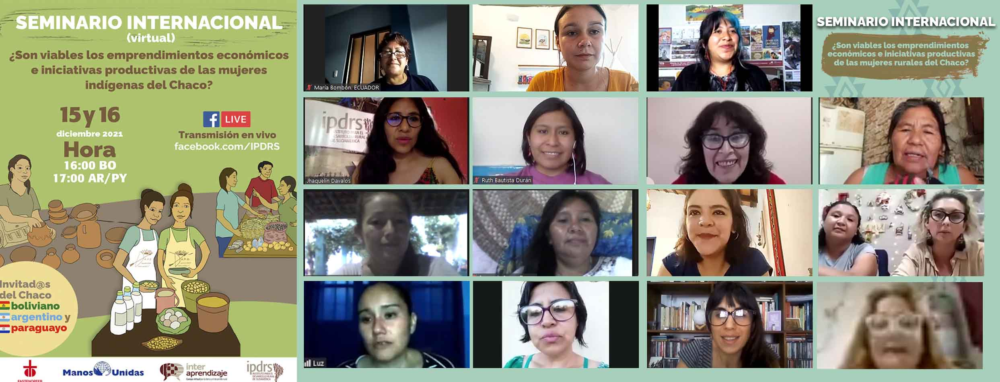 SEMINARIO INTERNACIONAL
(virtual)
¿Son viables los emprendimientos económicos
e iniciativas productivas de las mujeres
indígenas del Chaco?
15 y 16
diciembre 2021
Hora
16:00 BO
17:00 AR/PY
LIVE
Transmisión en vivo
facebook.com/IPDRS
Invitad@s
del Chaco
boliviano
argentino y
paraguayo
FASTENOPFER
Manos Unidas
inter
aprendizaje
Campo virtual por la tierra y el desarrollo rural
ipdrs
INSTITUTO PARA EL
DESARROLLO RURAL
DE SUDAMÉRICA
María Bombón. ECUADOR
ipdrs
INSTITUTO PARA EL
DESARROLLO RURAL
DE SUDAMÉRICA
Jhaquelin Davalos
Ruth Bautista Durán
Luz
SEMINARIO INTERNACIONAL
¿Son viables los emprendimientos
económicos e iniciativas productivas
de las mujeres rurales del Chaco?